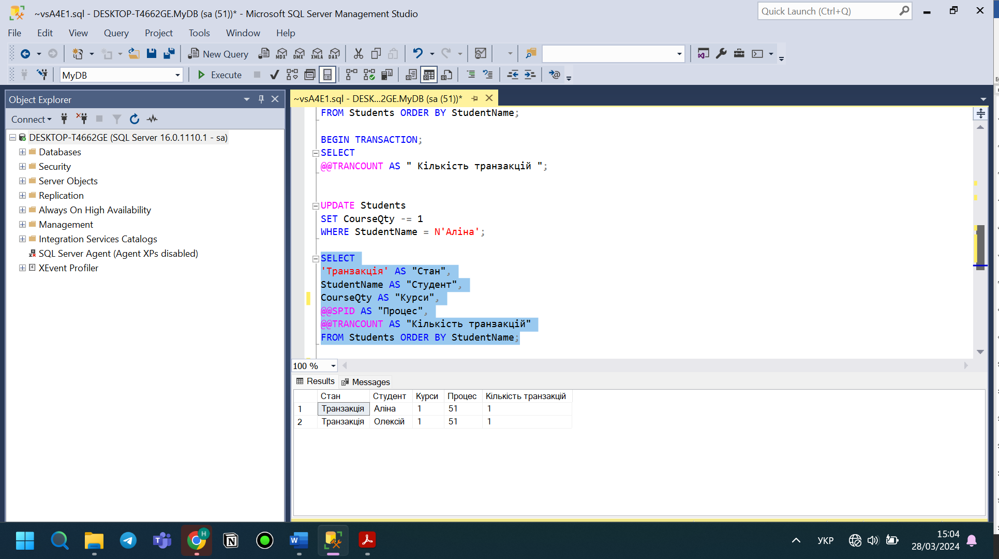 ~vsA4E1.sql - DESKTOP-T4662GE.MyDB (sa (51))* - Microsoft SQL Server Management Studio
Quick Launch (Ctrl+Q)
File Edit View Query Project Tools Window Help
New Query MDX DMX XMLA DAX
MyDB Execute
Object Explorer
Connect
DESKTOP-T4662GE (SQL Server 16.0.1110.1 - sa)
Databases
Security
Server Objects
Replication
Always On High Availability
Management
Integration Services Catalogs
SQL Server Agent (Agent XPs disabled)
XEvent Profiler
~vsA4E1.sql - DESK...2GE.MyDB (sa (51))*
FROM Students ORDER BY StudentName;
BEGIN TRANSACTION;
SELECT
@@TRANCOUNT AS " Кількість транзакцій ";
UPDATE Students
SET CourseQty -= 1
WHERE StudentName = N'Аліна';
SELECT
'Транзакція' AS "Стан",
StudentName AS "Студент",
CourseQty AS "Курси",
@@SPID AS "Процес",
@@TRANCOUNT AS "Кількість транзакцій"
FROM Students ORDER BY StudentName;
100 %
Results Messages
Стан Студент Курси Процес Кількість транзакцій
1 Транзакція Аліна 1 51 1
2 Транзакція Олексій 1 51 1
УКР
15:04
28/03/2024